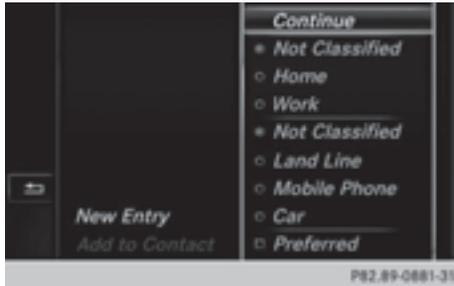 Continue
Not Classified
Home
Work
Not Classified
Land Line
Mobile Phone
Car
Preferred
New Entry
Add to Contact
P82.89-0881-31